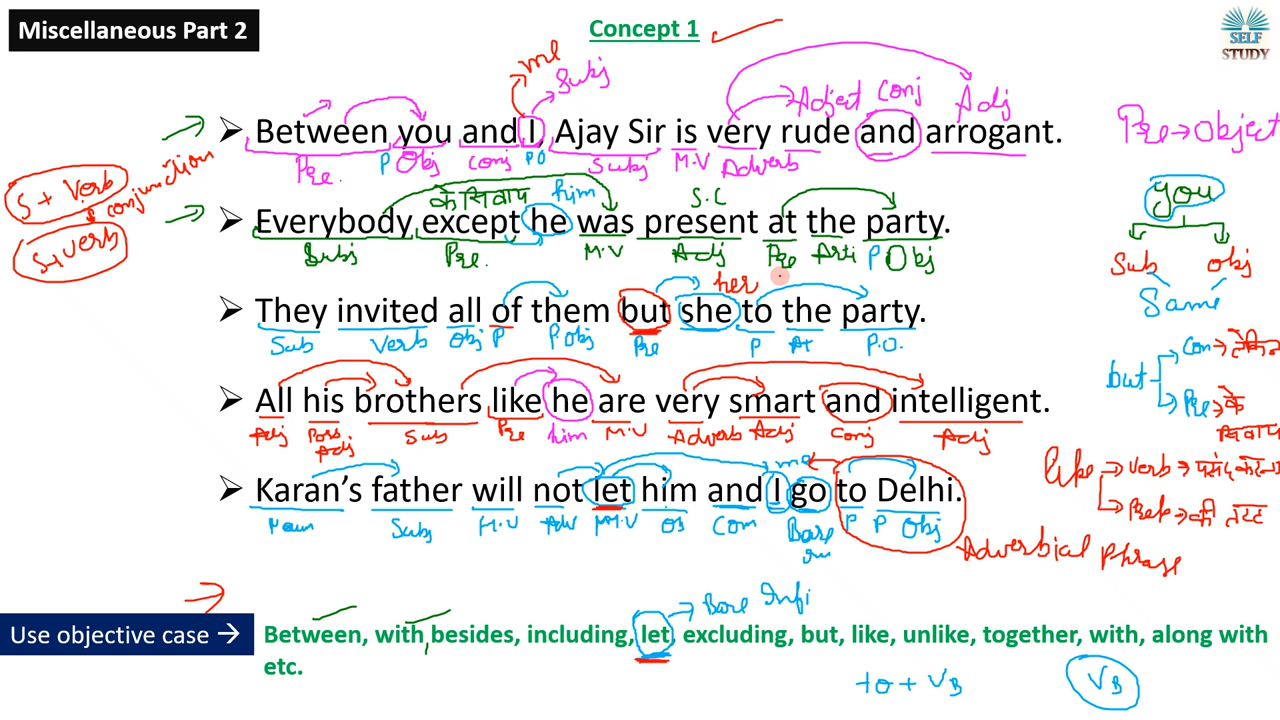 Miscellaneous Part 2
Concept 1
SELF
STUDY
me
Subj
Adject Conj Adj
Between you and I, Ajay Sir is very rude and arrogant.
Pre → Object
Pre. P Obj Conj P.O. Subj M.V Adverb
S + Verb
conjunction
S + verb
के सिवाय him S.C
you
Everybody except he was present at the party.
Subj Pre. M.V Adj Pre Arti P Obj
Sub Obj
Same
her
They invited all of them but she to the party.
Sub Verb Obj P P Obj Pre P At P.O.
but Con →
Pre → के सिवाय
All his brothers like he are very smart and intelligent.
Adj Poss Adj Sub Pre him M.V Adverb Adj Conj Adj
like → verb →
→ Prep → की तरह
me
Karan's father will not let him and I go to Delhi.
Noun Subj M.V Adv M.V Con Bare P P Obj
Adverbial Phrase
→ Bare Infi
Use objective case → Between, with, besides, including, let, excluding, but, like, unlike, together, with, along with
etc.
to + VB VB